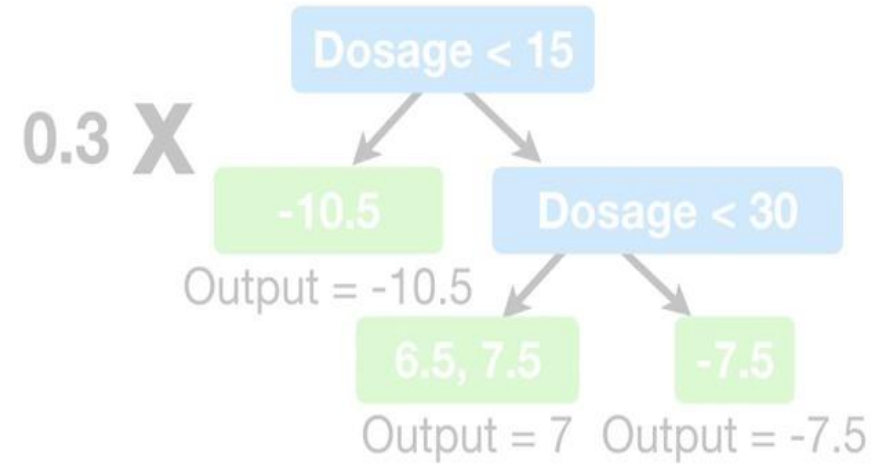 Dosage < 15
0.3 X
-10.5
Dosage < 30
Output = -10.5
6.5, 7.5
-7.5
Output = 7
Output = -7.5